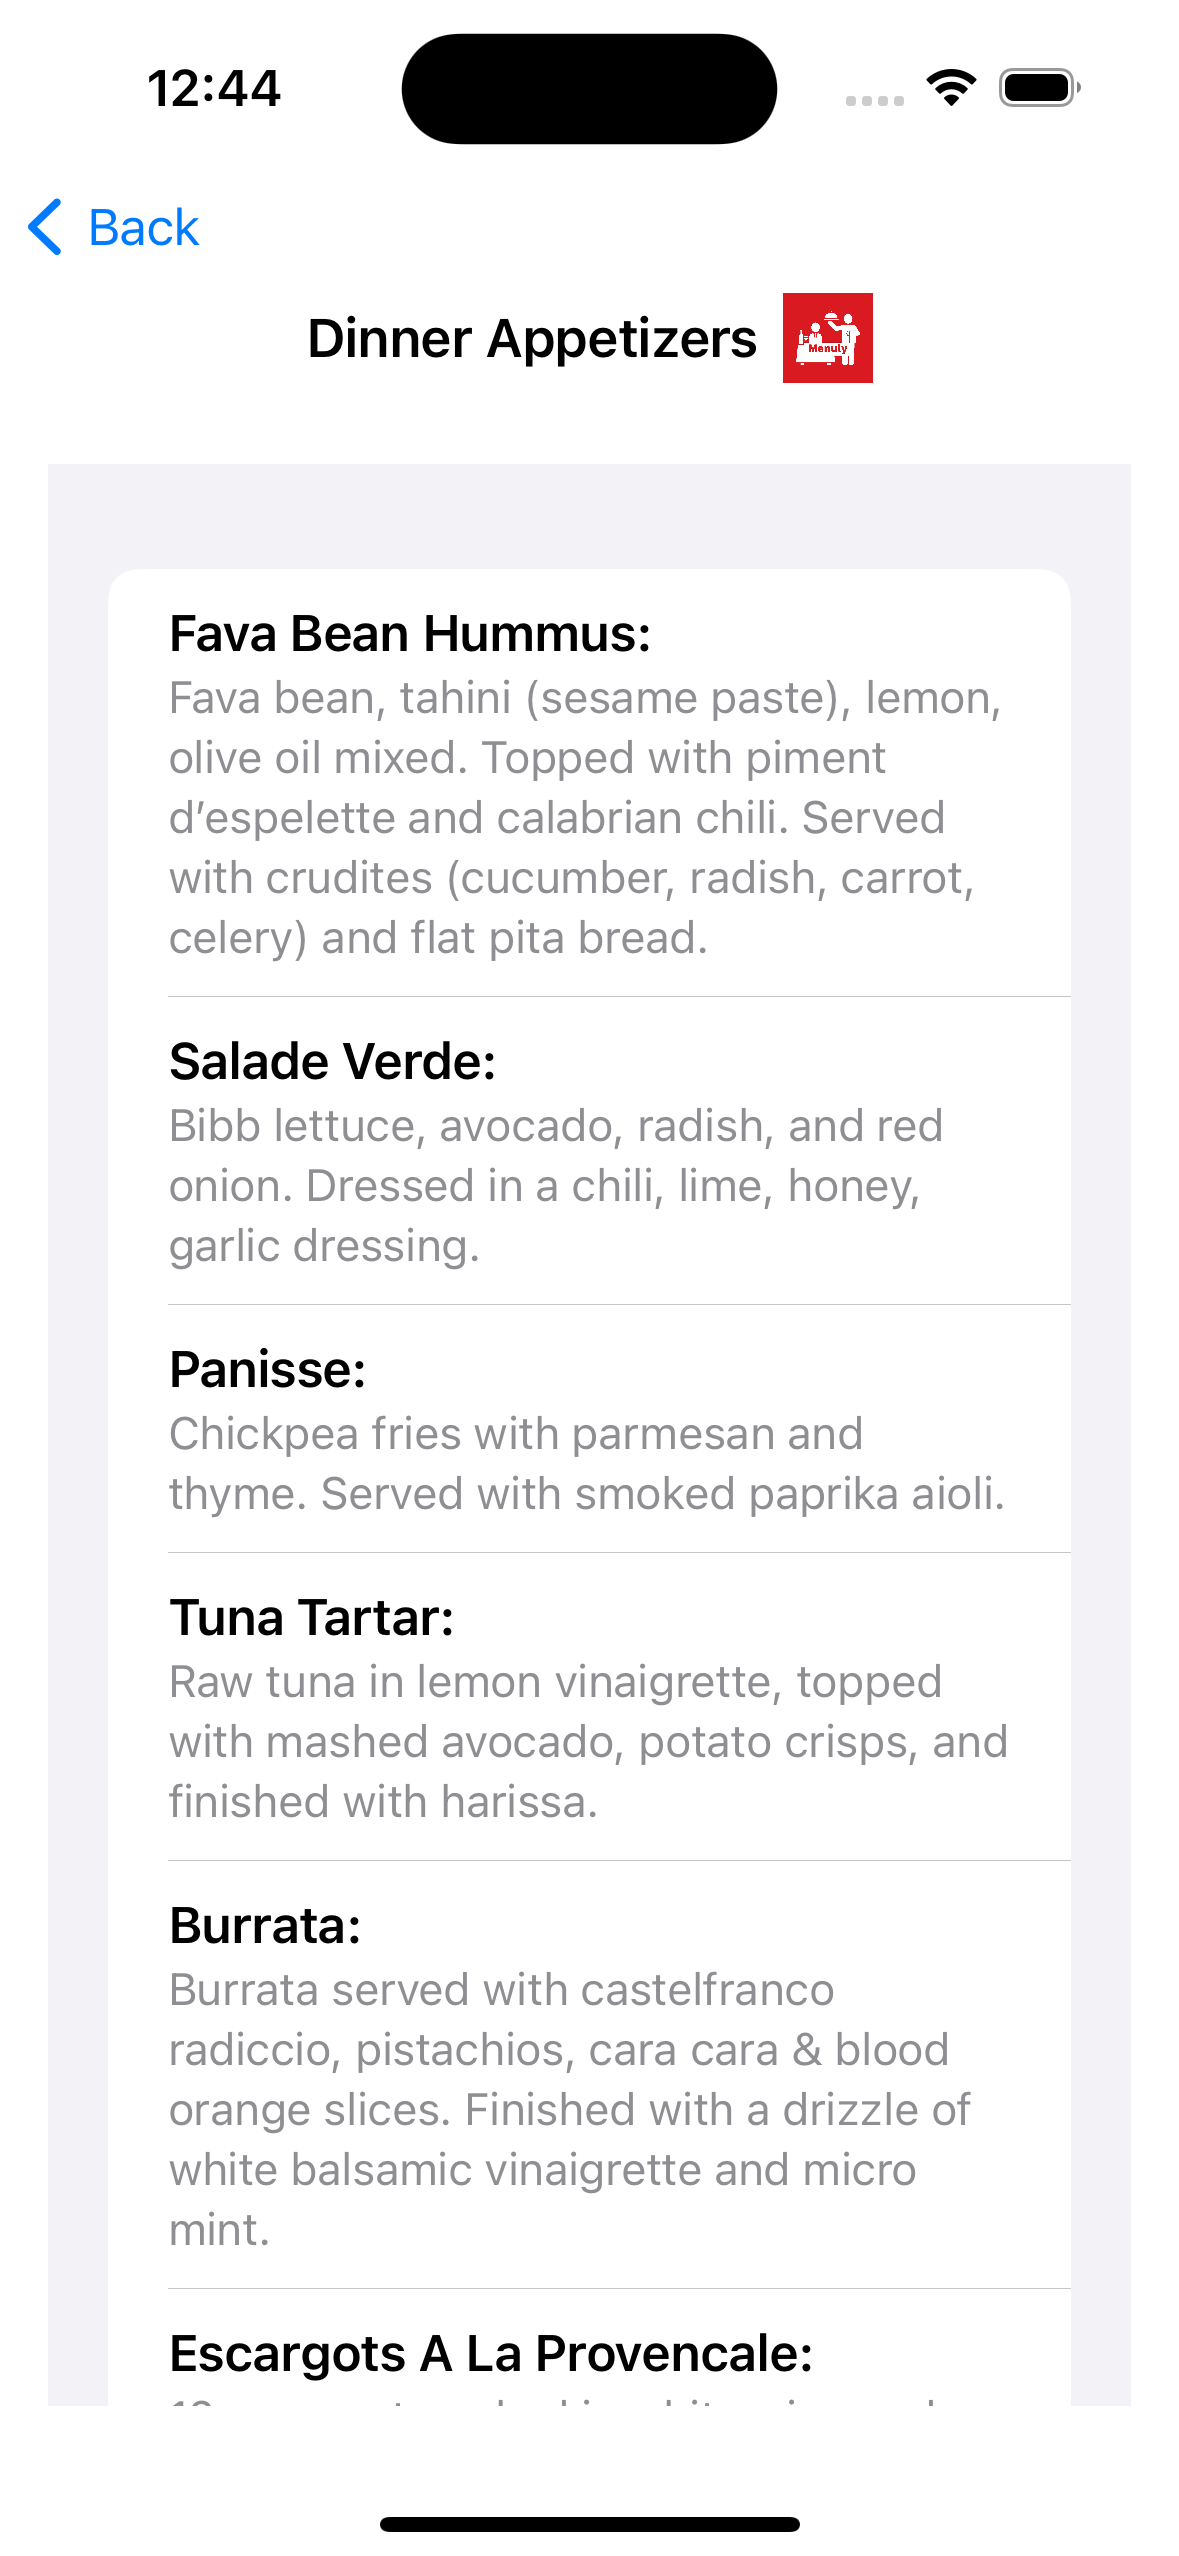 12:44
Back
Dinner Appetizers
Menuly
Fava Bean Hummus:
Fava bean, tahini (sesame paste), lemon,
olive oil mixed. Topped with piment
d’espelette and calabrian chili. Served
with crudites (cucumber, radish, carrot,
celery) and flat pita bread.
Salade Verde:
Bibb lettuce, avocado, radish, and red
onion. Dressed in a chili, lime, honey,
garlic dressing.
Panisse:
Chickpea fries with parmesan and
thyme. Served with smoked paprika aioli.
Tuna Tartar:
Raw tuna in lemon vinaigrette, topped
with mashed avocado, potato crisps, and
finished with harissa.
Burrata:
Burrata served with castelfranco
radiccio, pistachios, cara cara & blood
orange slices. Finished with a drizzle of
white balsamic vinaigrette and micro
mint.
Escargots A La Provencale: